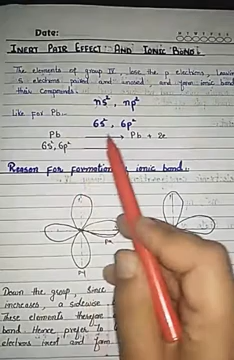 Date:
INERT PAIR EFFECT AND IONIC BOND:
The elements of group IV, lose the p electrons, leaving
s electrons paired and unused, and form ionic bond
their compounds.
ns², np²
Like for Pb...
6s², 6p²
Pb → Pb + 2e
6s², 6p²
Reason for formation ionic bond:
Down the group, since
increases, a sidewise
these elements therefore
bond. Hence prefer to
electrons inert and form